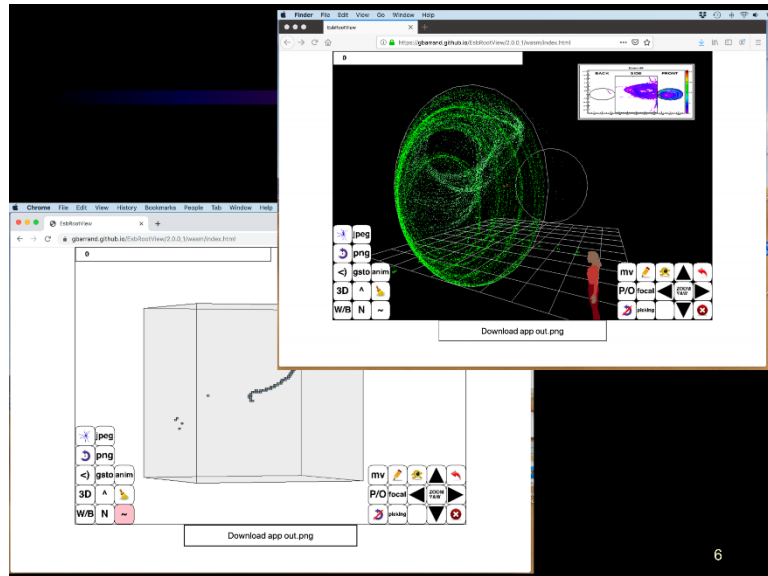 Finder File Edit View Go Window Help
EsbRootView
https://gbarrand.github.io/EsbRootView/2.0.0_1/wasm/index.html
0
BACK SIDE FRONT
jpeg
png
<) gsto anim
3D ^
W/B N ~
mv
P/O focal ZOOM YAW
picking
Download app out.png
Chrome File Edit View History Bookmarks People Tab Window Help
EsbRootView
gbarrand.github.io/EsbRootView/2.0.0_1/wasm/index.html
0
jpeg
png
<) gsto anim
3D ^
W/B N ~
mv
P/O focal ZOOM YAW
picking
Download app out.png
6